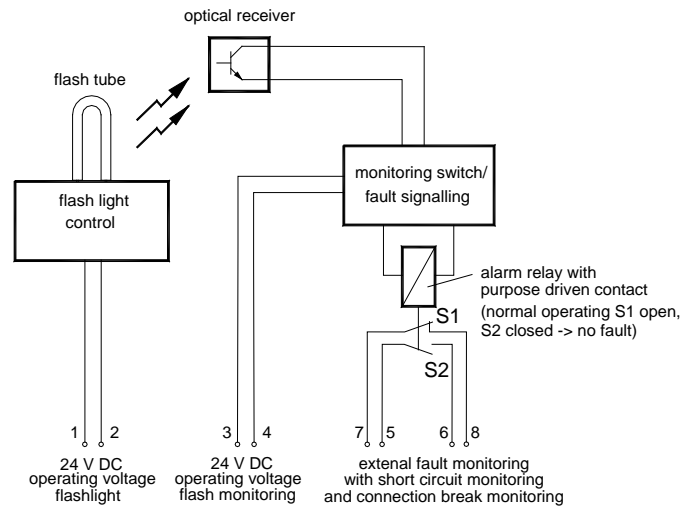 optical receiver
flash tube
flash light
control
monitoring switch/
fault signalling
alarm relay with
purpose driven contact
(normal operating S1 open,
S2 closed -> no fault)
S1
S2
1 2 3 4 7 5 6 8
24 V DC
operating voltage
flashlight
24 V DC
operating voltage
flash monitoring
extenal fault monitoring
with short circuit monitoring
and connection break monitoring